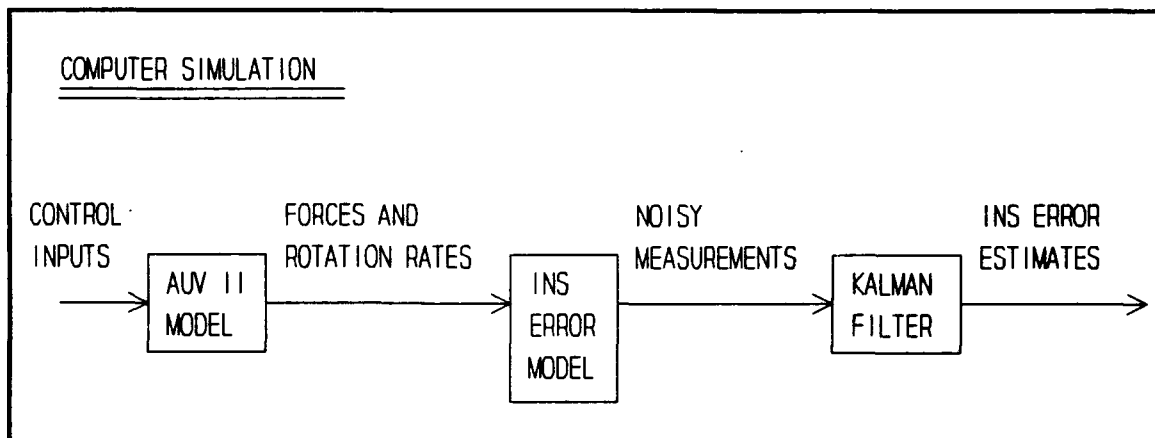 COMPUTER SIMULATION
CONTROL
INPUTS
AUV II
MODEL
FORCES AND
ROTATION RATES
INS
ERROR
MODEL
NOISY
MEASUREMENTS
KALMAN
FILTER
INS ERROR
ESTIMATES